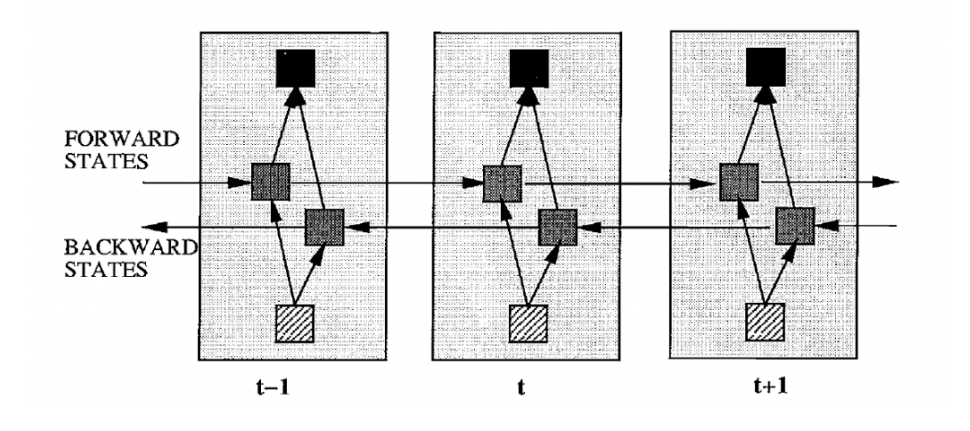 FORWARD
STATES
BACKWARD
STATES
t−1
t
t+1